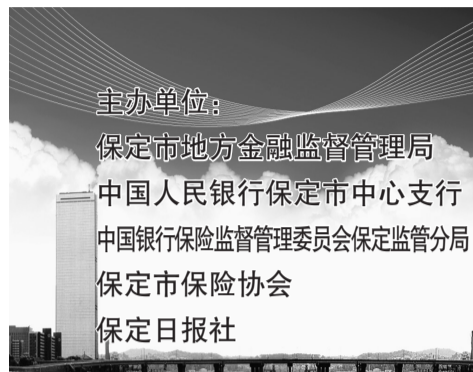 主办单位：
保定市地方金融监督管理局
中国人民银行保定市中心支行
中国银行保险监督管理委员会保定监管分局
保定市保险协会
保定日报社